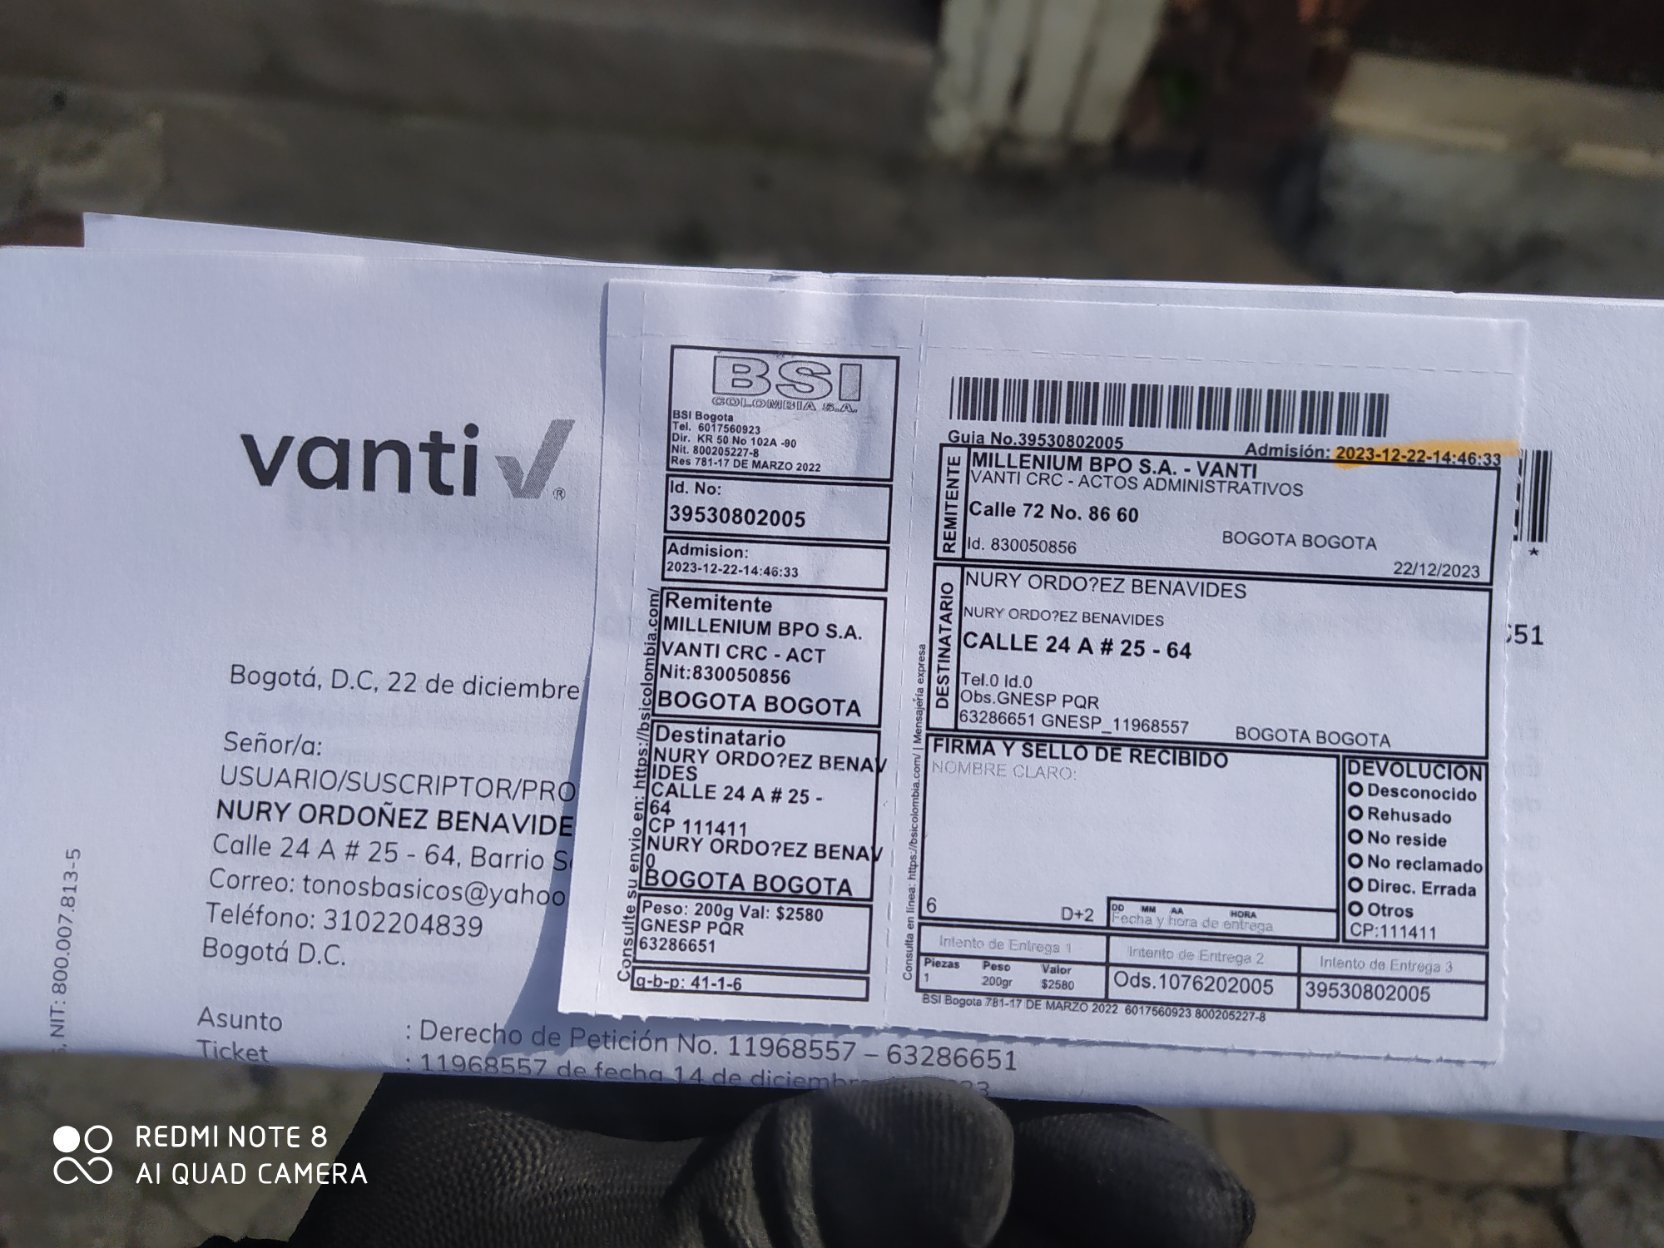 vanti
®
Bogotá, D.C, 22 de diciembre
Señor/a:
USUARIO/SUSCRIPTOR/PRO
NURY ORDOÑEZ BENAVIDE
Calle 24 A # 25 - 64, Barrio S
Correo: tonosbasicos@yahoo
Teléfono: 3102204839
Bogotá D.C.
Asunto : Derecho de Petición No. 11968557 – 63286651
Ticket : 11968557 de fecha 14 de diciembre
NIT: 800.007.813-5
BSI
COLOMBIA S.A.
BSI Bogota
Tel. 6017560923
Dir. KR 50 No 102A -90
Nit. 800205227-8
Res 781-17 DE MARZO 2022
Id. No:
39530802005
Admision:
2023-12-22-14:46:33
Remitente
MILLENIUM BPO S.A.
VANTI CRC - ACT
Nit:830050856
BOGOTA BOGOTA
Destinatario
NURY ORDO?EZ BENAV
IDES
CALLE 24 A # 25 -
64
CP 111411
NURY ORDO?EZ BENAV
0
BOGOTA BOGOTA
Peso: 200g Val: $2580
GNESP PQR
63286651
q-b-p: 41-1-6
Consulte su envio en: https://bsicolombia.com/
Guia No.39530802005
Admisión: 2023-12-22-14:46:33
REMITENTE
MILLENIUM BPO S.A. - VANTI
VANTI CRC - ACTOS ADMINISTRATIVOS
Calle 72 No. 86 60
Id. 830050856
BOGOTA BOGOTA
22/12/2023
DESTINATARIO
NURY ORDO?EZ BENAVIDES
NURY ORDO?EZ BENAVIDES
CALLE 24 A # 25 - 64
Tel.0 Id.0
Obs.GNESP PQR
63286651 GNESP_11968557
BOGOTA BOGOTA
FIRMA Y SELLO DE RECIBIDO
NOMBRE CLARO:
6
D+2
DD MM AA HORA
Fecha y hora de entrega
DEVOLUCION
Desconocido
Rehusado
No reside
No reclamado
Direc. Errada
Otros
CP:111411
Intento de Entrega 1
Intento de Entrega 2
Intento de Entrega 3
Piezas Peso Valor
1 200gr $2580
Ods.1076202005
39530802005
BSI Bogota 781-17 DE MARZO 2022 6017560923 800205227-8
Consulta en linea: https://bsicolombia.com/ | Mensajeria expresa
*
51
REDMI NOTE 8
AI QUAD CAMERA